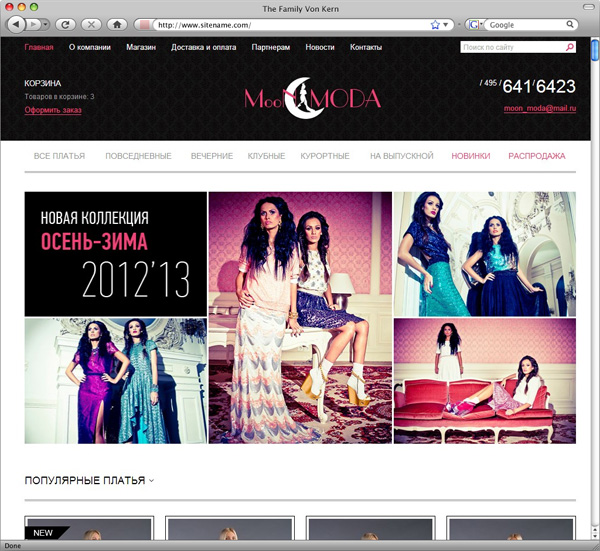 The Family Von Kern
http://www.sitename.com/
Google
Главная О компании Магазин Доставка и оплата Партнерам Новости Контакты
Поиск по сайту
КОРЗИНА
Товаров в корзине: 3
Оформить заказ
MooN MODA
/ 495 / 641/6423
moon_moda@mail.ru
ВСЕ ПЛАТЬЯ ПОВСЕДНЕВНЫЕ ВЕЧЕРНИЕ КЛУБНЫЕ КУРОРТНЫЕ НА ВЫПУСКНОЙ НОВИНКИ РАСПРОДАЖА
НОВАЯ КОЛЛЕКЦИЯ
ОСЕНЬ-ЗИМА
2012'13
ПОПУЛЯРНЫЕ ПЛАТЬЯ
NEW
Done